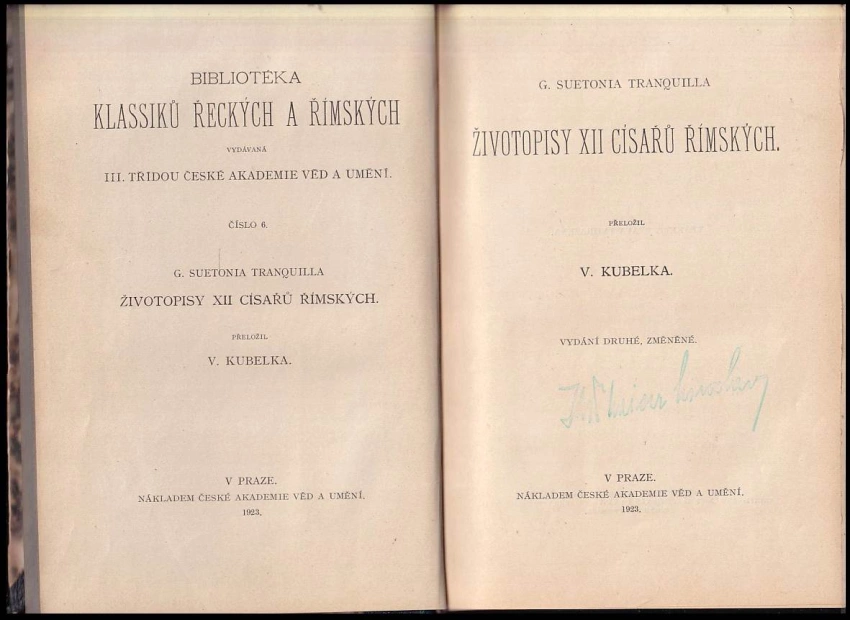 BIBLIOTÉKA
KLASSIKŮ ŘECKÝCH A ŘÍMSKÝCH
VYDÁVANÁ
III. TŘÍDOU ČESKÉ AKADEMIE VĚD A UMĚNÍ.
ČÍSLO 6.
G. SUETONIA TRANQUILLA
ŽIVOTOPISY XII CÍSAŘŮ ŘÍMSKÝCH.
PŘELOŽIL
V. KUBELKA.
V PRAZE.
NÁKLADEM ČESKÉ AKADEMIE VĚD A UMĚNÍ.
1923.
G. SUETONIA TRANQUILLA
ŽIVOTOPISY XII CÍSAŘŮ ŘÍMSKÝCH.
PŘELOŽIL
V. KUBELKA.
VYDÁNÍ DRUHÉ, ZMĚNĚNÉ.
V PRAZE.
NÁKLADEM ČESKÉ AKADEMIE VĚD A UMĚNÍ.
1923.